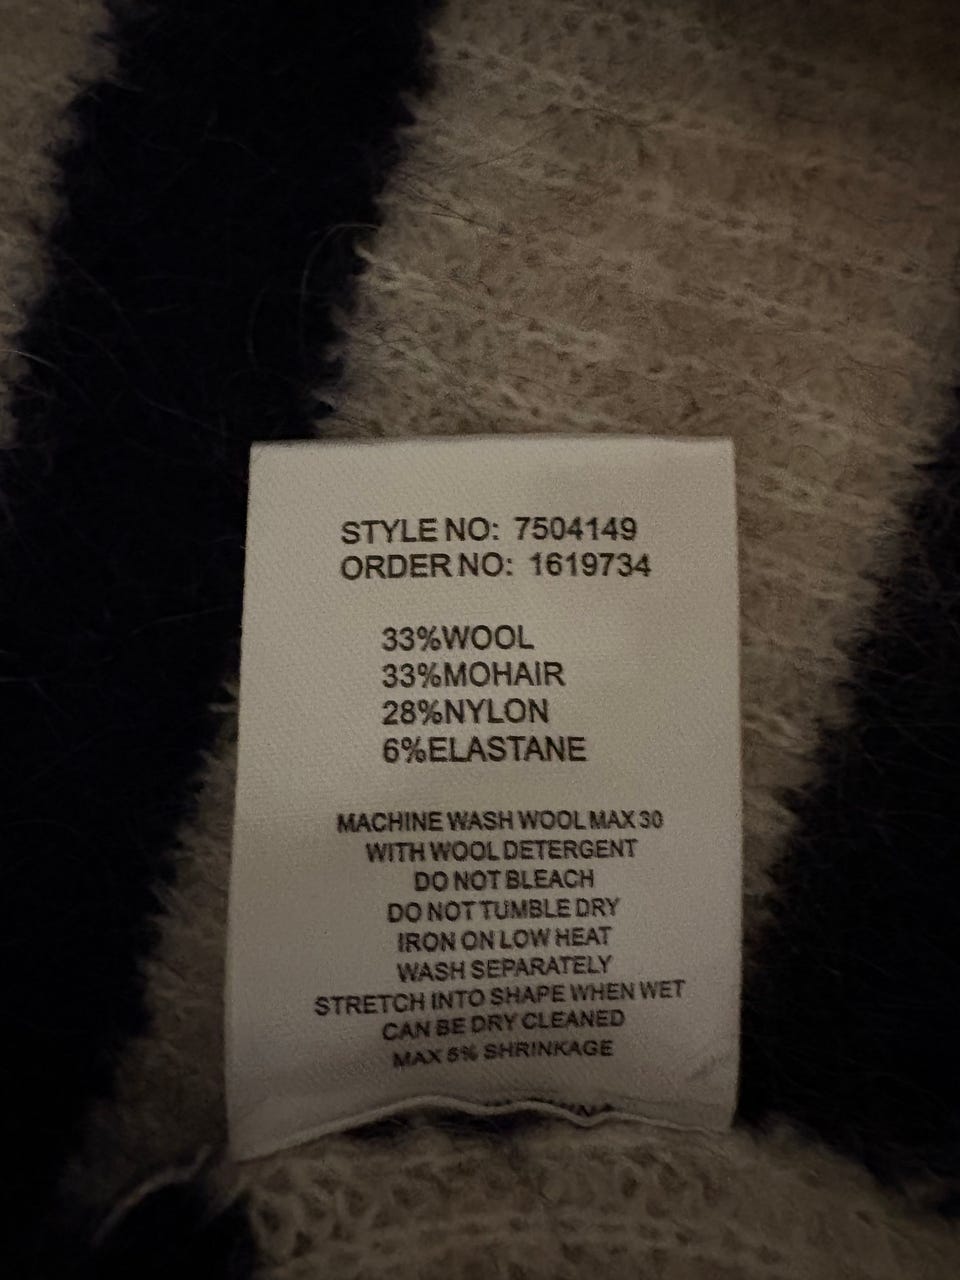 STYLE NO: 7504149
ORDER NO: 1619734
33%WOOL
33%MOHAIR
28%NYLON
6%ELASTANE
MACHINE WASH WOOL MAX 30
WITH WOOL DETERGENT
DO NOT BLEACH
DO NOT TUMBLE DRY
IRON ON LOW HEAT
WASH SEPARATELY
STRETCH INTO SHAPE WHEN WET
CAN BE DRY CLEANED
MAX 5% SHRINKAGE